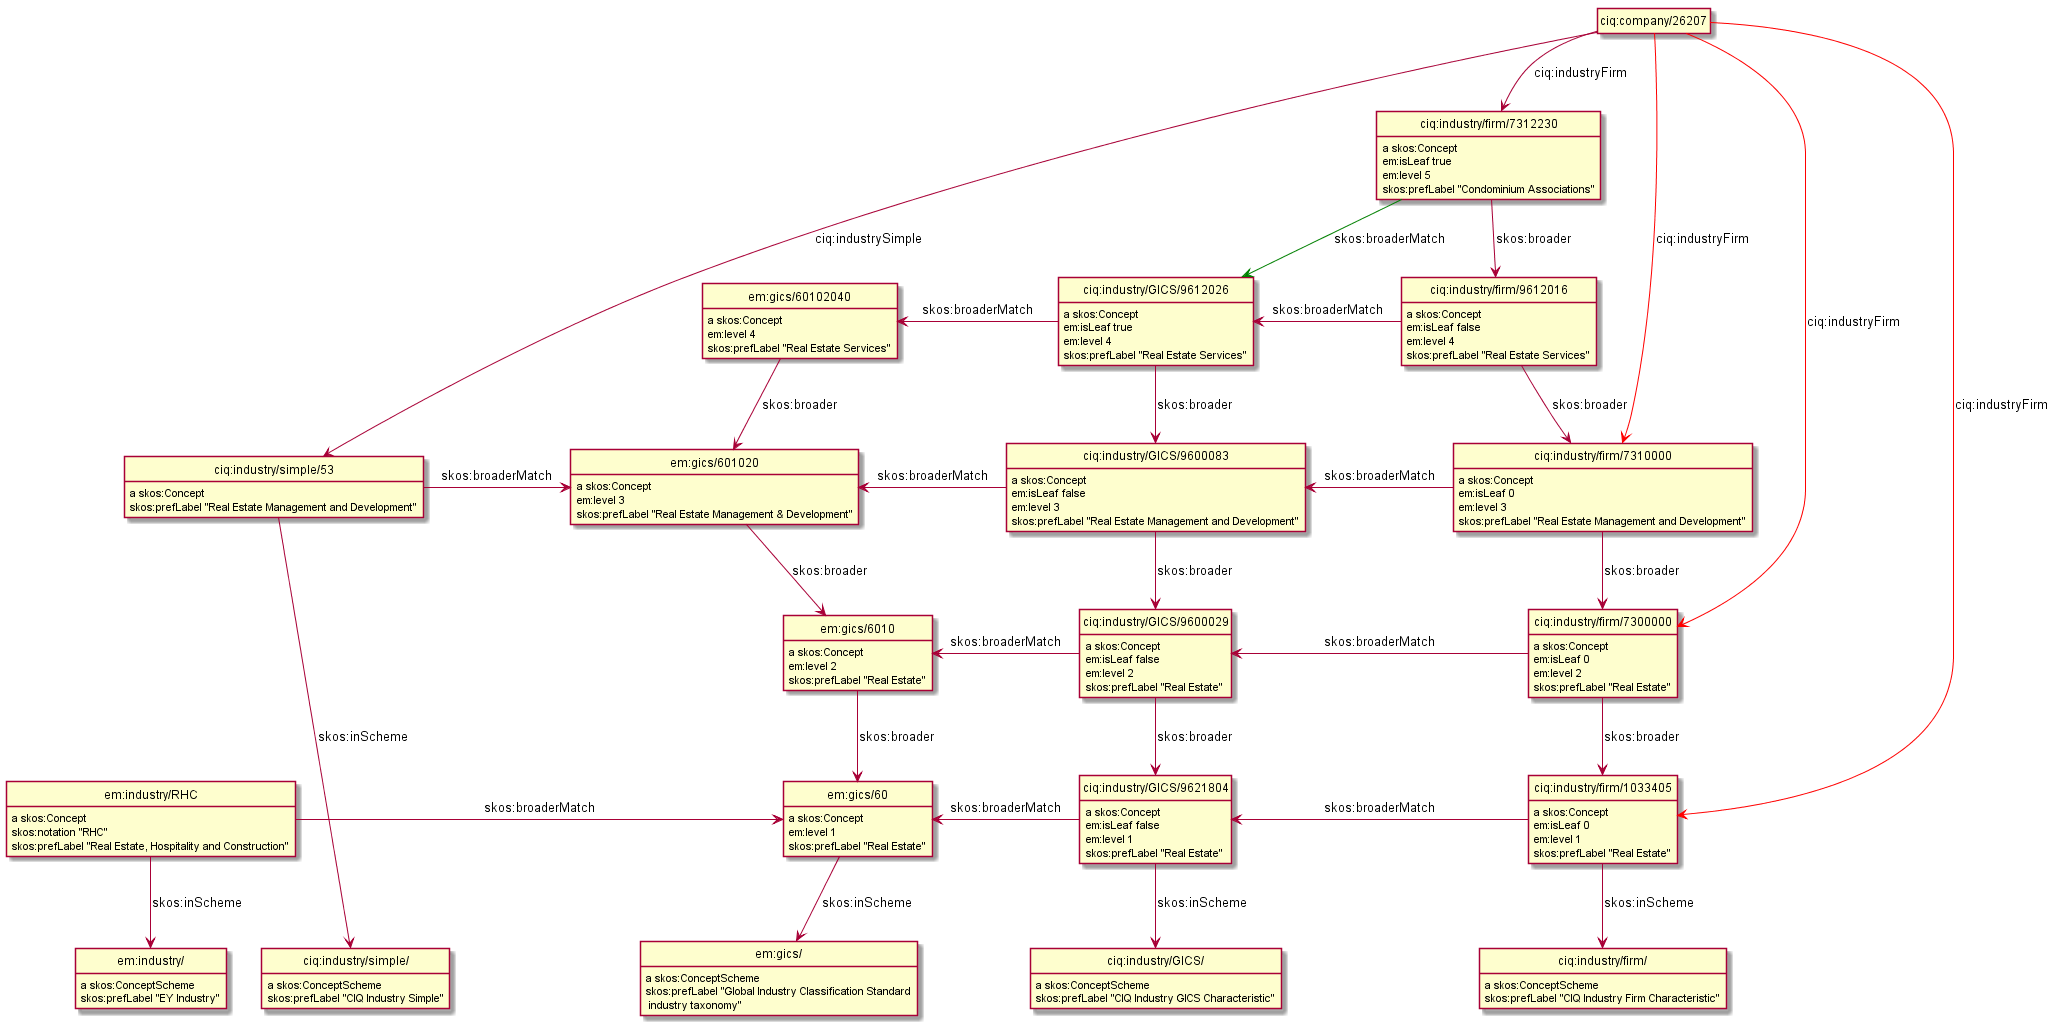 ciq:company/26207
ciq:industryFirm
ciq:industry/firm/7312230
a skos:Concept
em:isLeaf true
em:level 5
skos:prefLabel "Condominium Associations"
ciq:industrySimple
skos:broaderMatch
skos:broader
ciq:industryFirm
em:gics/60102040
a skos:Concept
em:level 4
skos:prefLabel "Real Estate Services"
skos:broaderMatch
ciq:industry/GICS/9612026
a skos:Concept
em:isLeaf true
em:level 4
skos:prefLabel "Real Estate Services"
skos:broaderMatch
ciq:industry/firm/9612016
a skos:Concept
em:isLeaf false
em:level 4
skos:prefLabel "Real Estate Services"
ciq:industryFirm
skos:broader
skos:broader
skos:broader
ciq:industryFirm
ciq:industry/simple/53
a skos:Concept
skos:prefLabel "Real Estate Management and Development"
skos:broaderMatch
em:gics/601020
a skos:Concept
em:level 3
skos:prefLabel "Real Estate Management & Development"
skos:broaderMatch
ciq:industry/GICS/9600083
a skos:Concept
em:isLeaf false
em:level 3
skos:prefLabel "Real Estate Management and Development"
skos:broaderMatch
ciq:industry/firm/7310000
a skos:Concept
em:isLeaf 0
em:level 3
skos:prefLabel "Real Estate Management and Development"
skos:broader
skos:broader
skos:broader
em:gics/6010
a skos:Concept
em:level 2
skos:prefLabel "Real Estate"
skos:broaderMatch
ciq:industry/GICS/9600029
a skos:Concept
em:isLeaf false
em:level 2
skos:prefLabel "Real Estate"
skos:broaderMatch
ciq:industry/firm/7300000
a skos:Concept
em:isLeaf 0
em:level 2
skos:prefLabel "Real Estate"
skos:inScheme
skos:broader
skos:broader
skos:broader
em:industry/RHC
a skos:Concept
skos:notation "RHC"
skos:prefLabel "Real Estate, Hospitality and Construction"
skos:broaderMatch
em:gics/60
a skos:Concept
em:level 1
skos:prefLabel "Real Estate"
skos:broaderMatch
ciq:industry/GICS/9621804
a skos:Concept
em:isLeaf false
em:level 1
skos:prefLabel "Real Estate"
skos:broaderMatch
ciq:industry/firm/1033405
a skos:Concept
em:isLeaf 0
em:level 1
skos:prefLabel "Real Estate"
skos:inScheme
skos:inScheme
skos:inScheme
skos:inScheme
em:industry/
a skos:ConceptScheme
skos:prefLabel "EY Industry"
ciq:industry/simple/
a skos:ConceptScheme
skos:prefLabel "CIQ Industry Simple"
em:gics/
a skos:ConceptScheme
skos:prefLabel "Global Industry Classification Standard
industry taxonomy"
ciq:industry/GICS/
a skos:ConceptScheme
skos:prefLabel "CIQ Industry GICS Characteristic"
ciq:industry/firm/
a skos:ConceptScheme
skos:prefLabel "CIQ Industry Firm Characteristic"